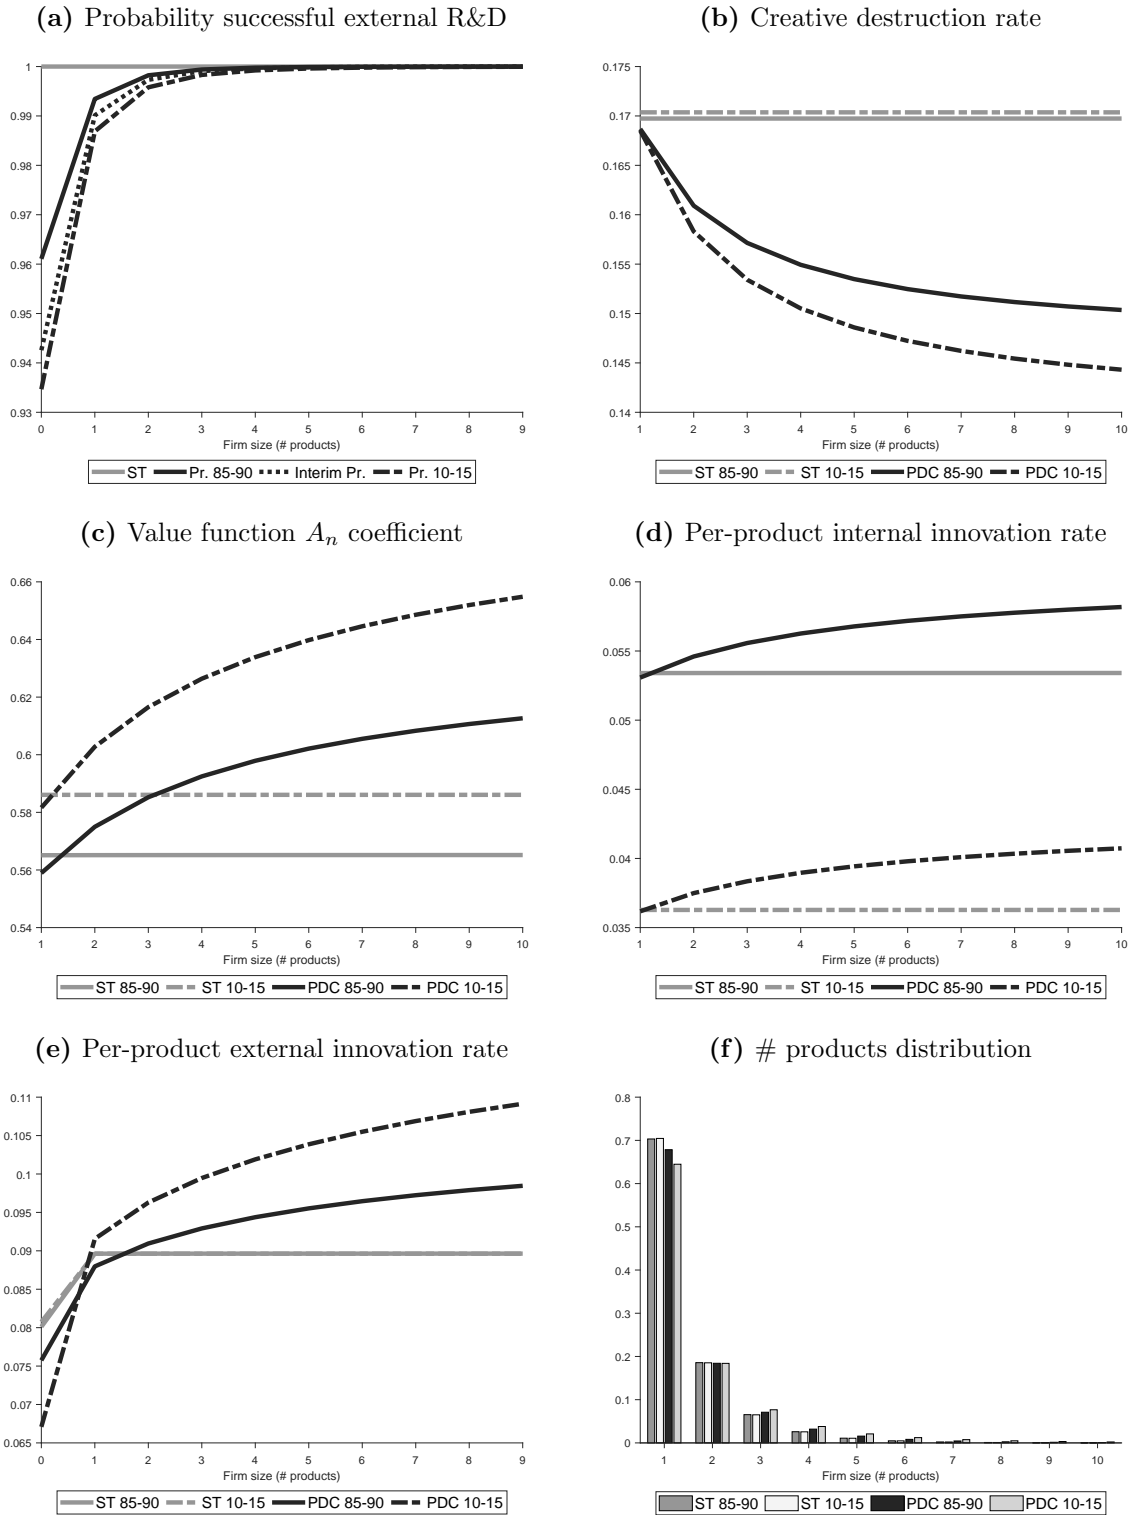 (a) Probability successful external R&D
1
0.99
0.98
0.97
0.96
0.95
0.94
0.93
0 1 2 3 4 5 6 7 8 9
Firm size (# products)
ST Pr. 85-90 Interim Pr. Pr. 10-15
(b) Creative destruction rate
0.175
0.17
0.165
0.16
0.155
0.15
0.145
0.14
1 2 3 4 5 6 7 8 9 10
Firm size (# products)
ST 85-90 ST 10-15 PDC 85-90 PDC 10-15
(c) Value function Aₙ coefficient
0.66
0.64
0.62
0.6
0.58
0.56
0.54
1 2 3 4 5 6 7 8 9 10
Firm size (# products)
ST 85-90 ST 10-15 PDC 85-90 PDC 10-15
(d) Per-product internal innovation rate
0.06
0.055
0.05
0.045
0.04
0.035
1 2 3 4 5 6 7 8 9 10
Firm size (# products)
ST 85-90 ST 10-15 PDC 85-90 PDC 10-15
(e) Per-product external innovation rate
0.11
0.105
0.1
0.095
0.09
0.085
0.08
0.075
0.07
0.065
0 1 2 3 4 5 6 7 8 9
Firm size (# products)
ST 85-90 ST 10-15 PDC 85-90 PDC 10-15
(f) # products distribution
0.8
0.7
0.6
0.5
0.4
0.3
0.2
0.1
0
1 2 3 4 5 6 7 8 9 10
Firm size (# products)
ST 85-90 ST 10-15 PDC 85-90 PDC 10-15